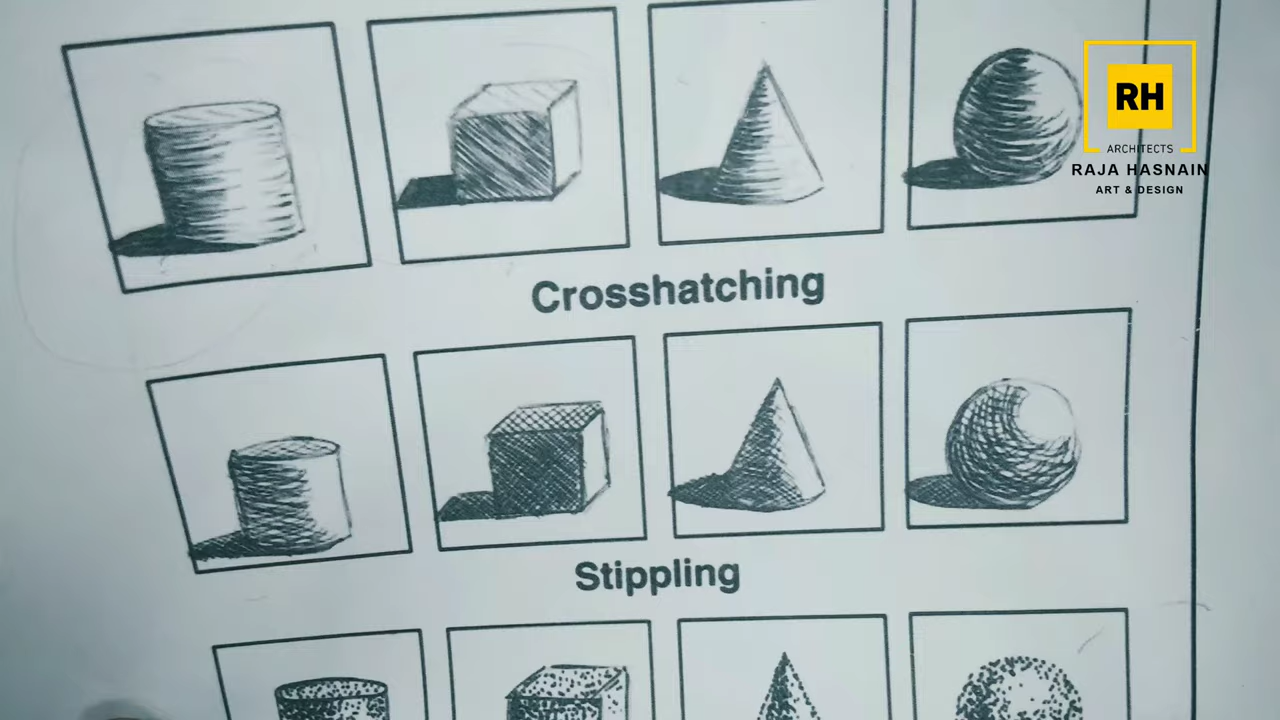 RH
ARCHITECTS
RAJA HASNAIN
ART & DESIGN
Crosshatching
Stippling